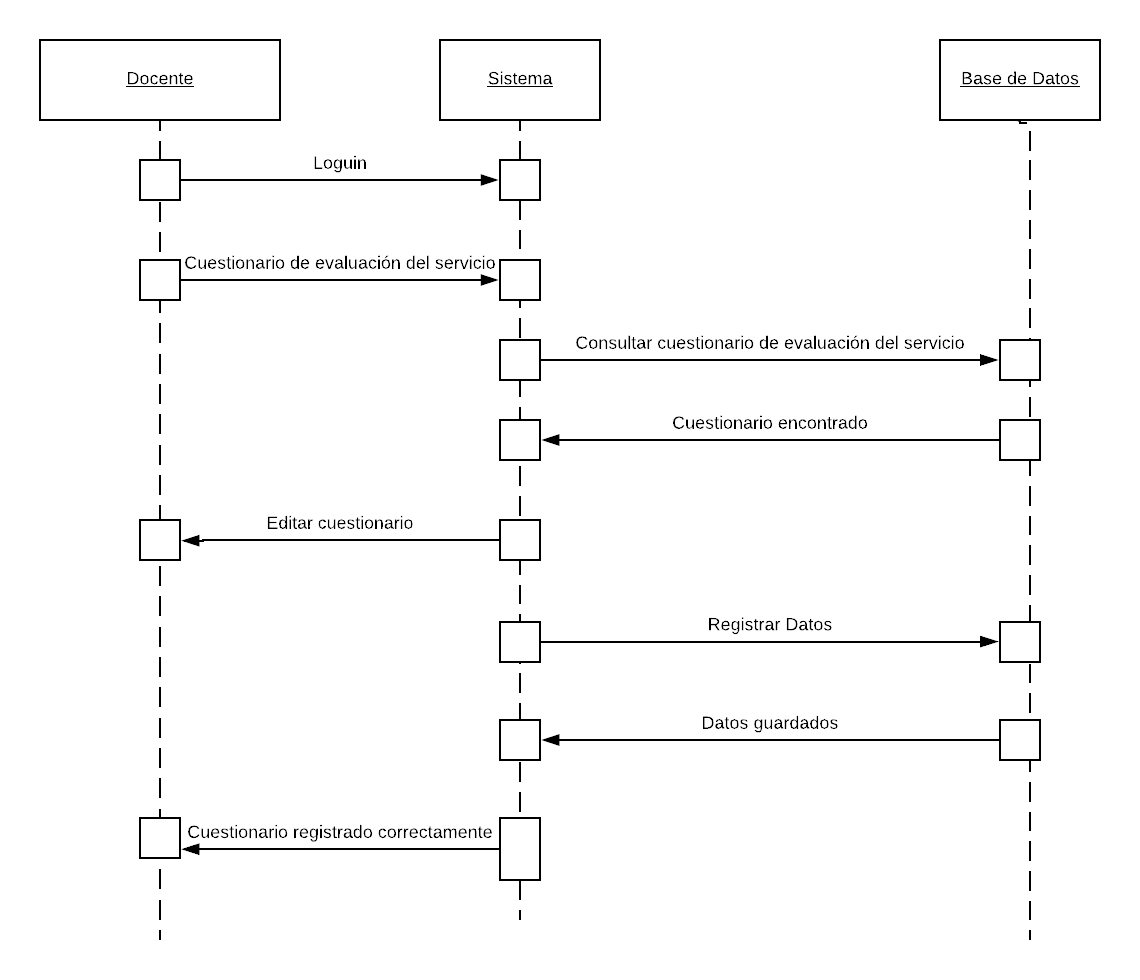 Docente
Sistema
Base de Datos
Loguin
Cuestionario de evaluación del servicio
Consultar cuestionario de evaluación del servicio
Cuestionario encontrado
Editar cuestionario
Registrar Datos
Datos guardados
Cuestionario registrado correctamente